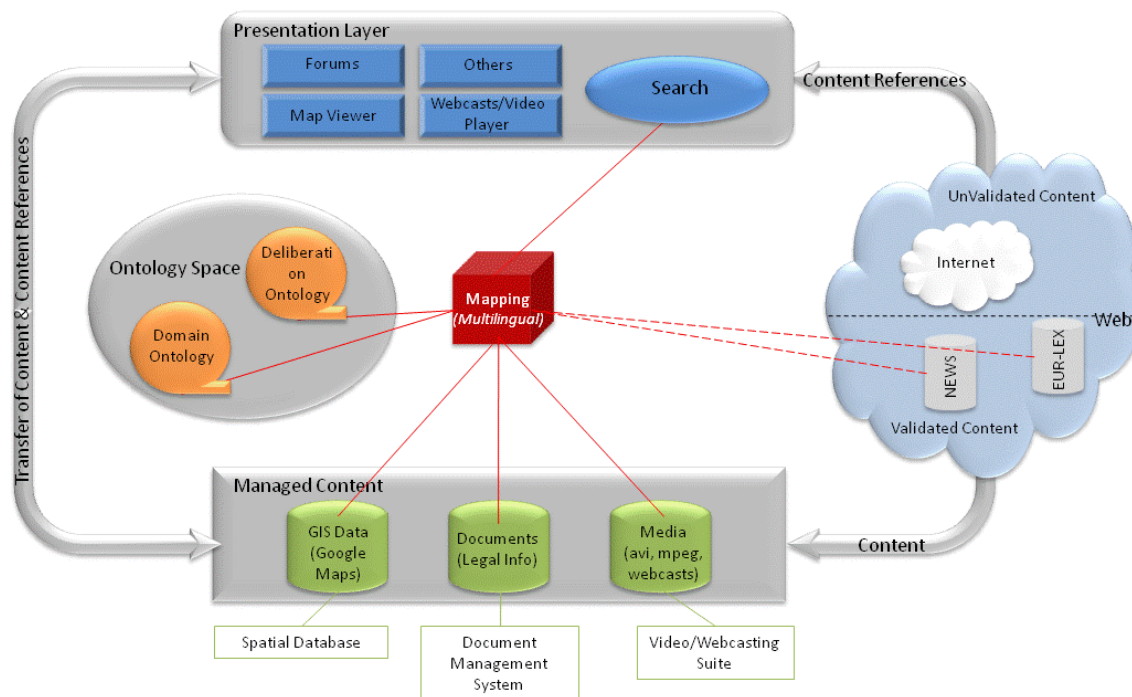 Presentation Layer
Forums
Others
Map Viewer
Webcasts/Video
Player
Search
Content References
Transfer of Content & Content References
Ontology Space
Deliberati
on
Ontology
Domain
Ontology
Mapping
(Multilingual)
UnValidated Content
Internet
Web
NEWS
EUR-LEX
Validated Content
Content
Managed Content
GIS Data
(Google
Maps)
Documents
(Legal Info)
Media
(avi, mpeg,
webcasts)
Spatial Database
Document
Management
System
Video/Webcasting
Suite